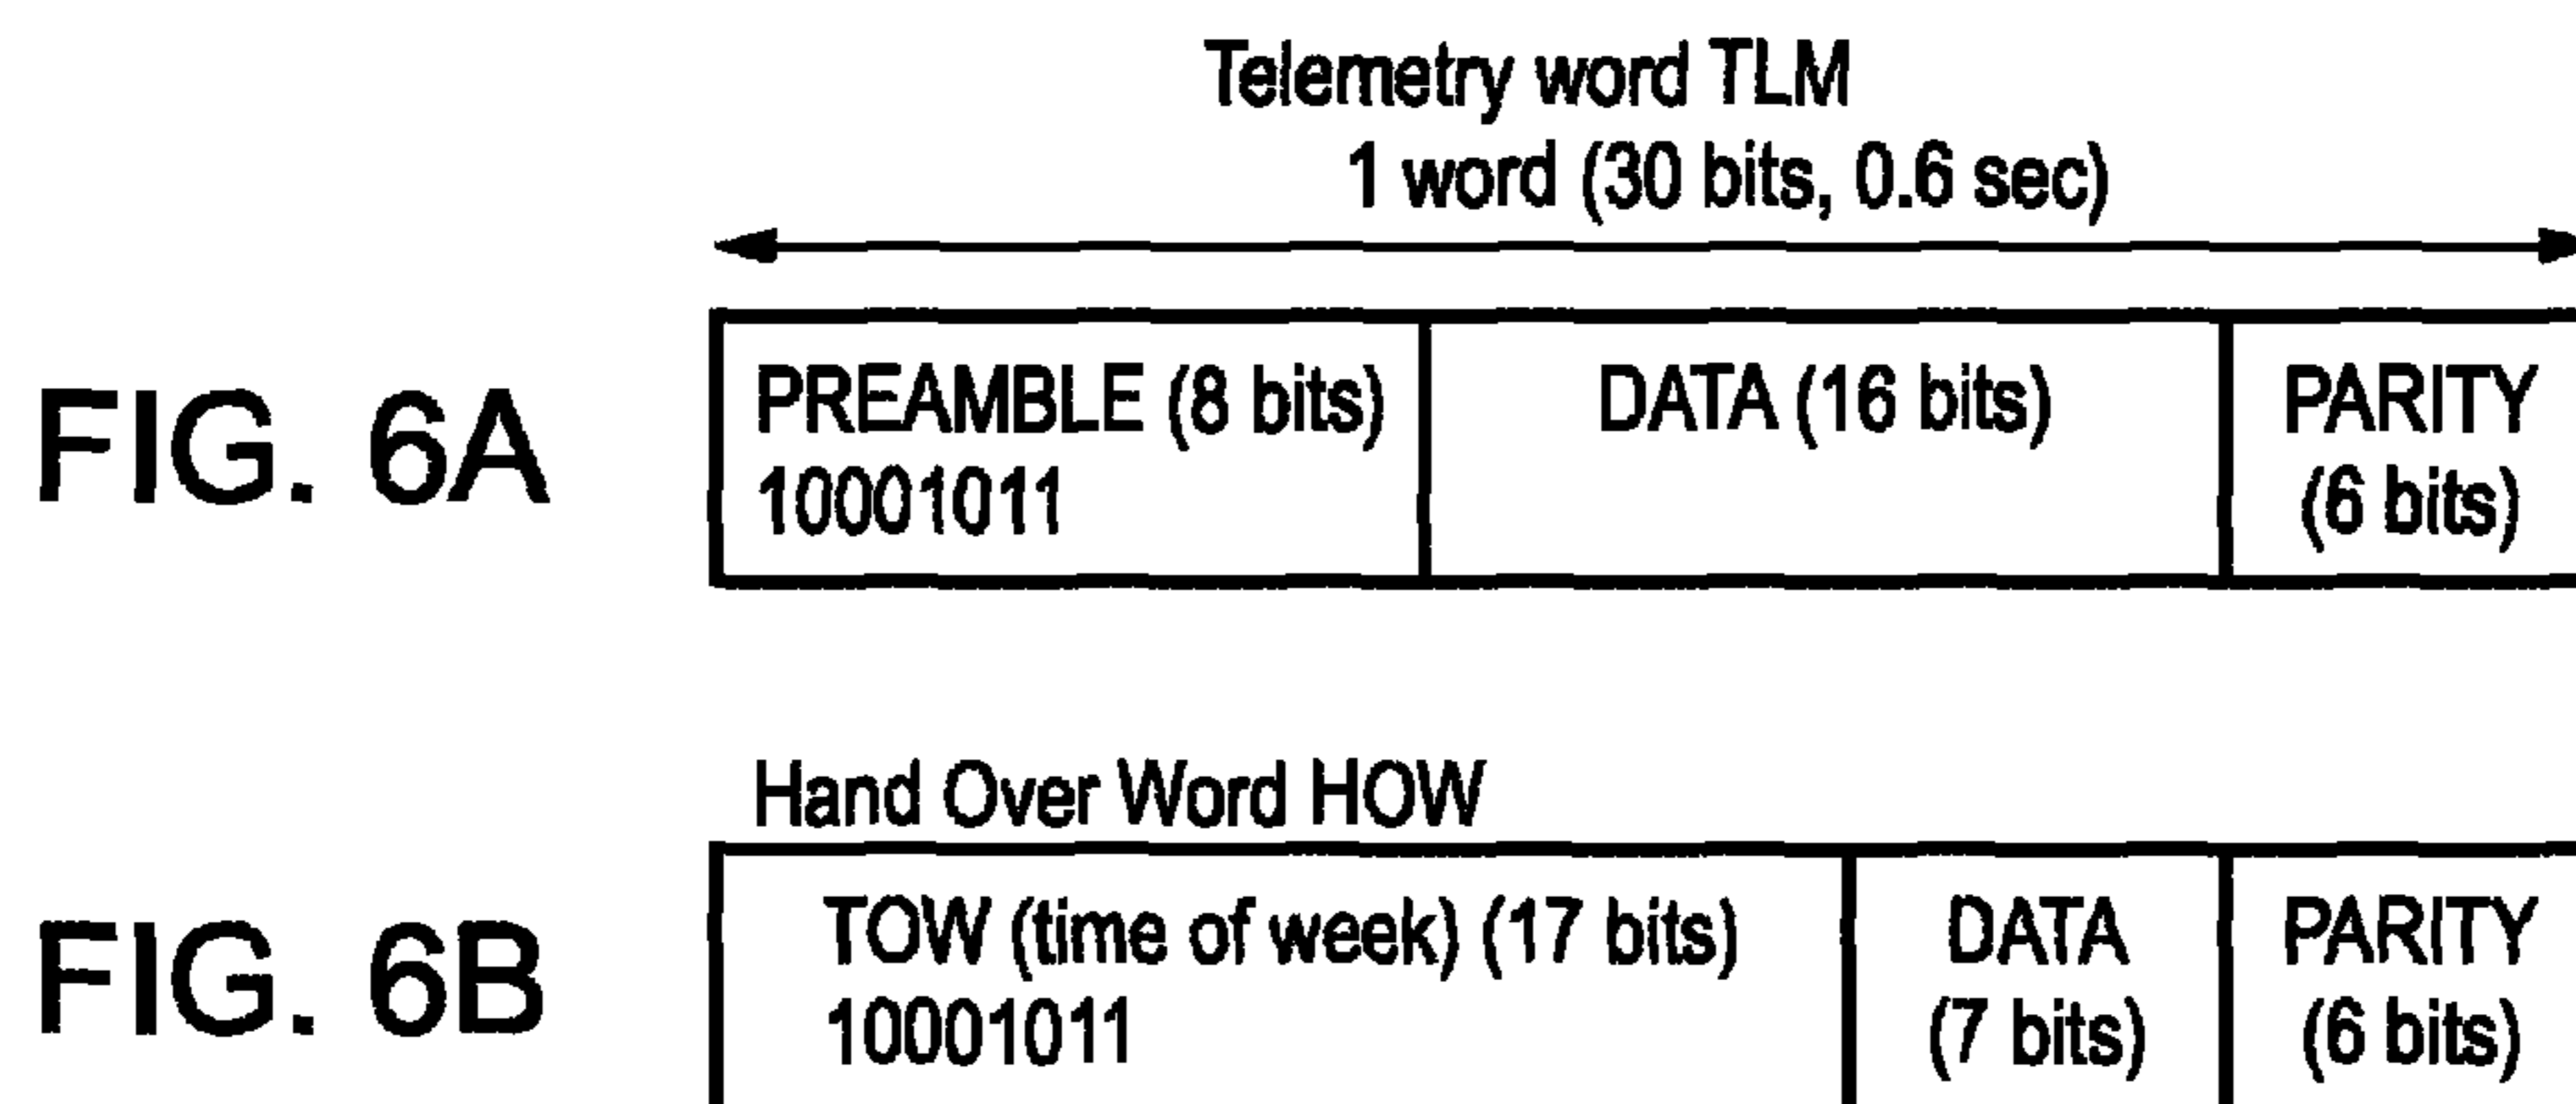 Telemetry word TLM
1 word (30 bits, 0.6 sec)
FIG. 6A
PREAMBLE (8 bits)
10001011
DATA (16 bits)
PARITY
(6 bits)
Hand Over Word HOW
FIG. 6B
TOW (time of week) (17 bits)
10001011
DATA
(7 bits)
PARITY
(6 bits)